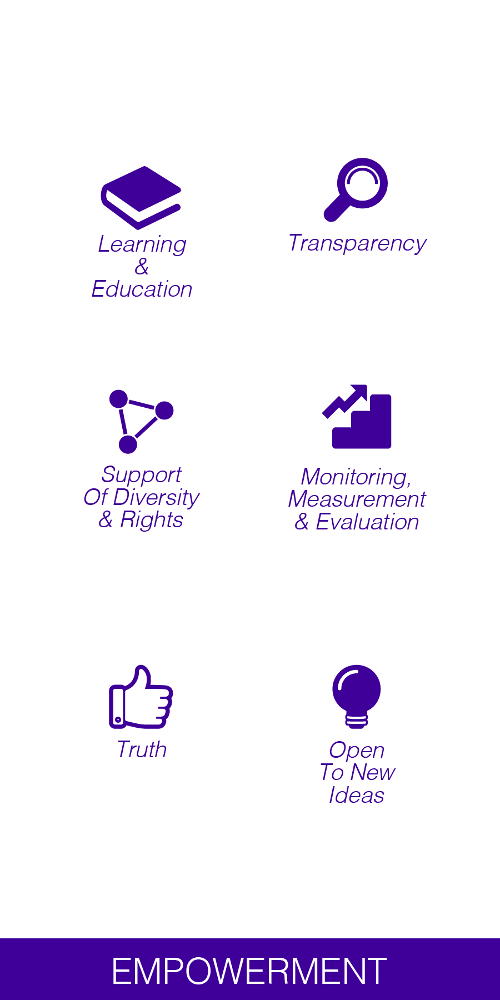 Learning
&
Education
Transparency
Support
Of Diversity
& Rights
Monitoring,
Measurement
& Evaluation
Truth
Open
To New
Ideas
EMPOWERMENT